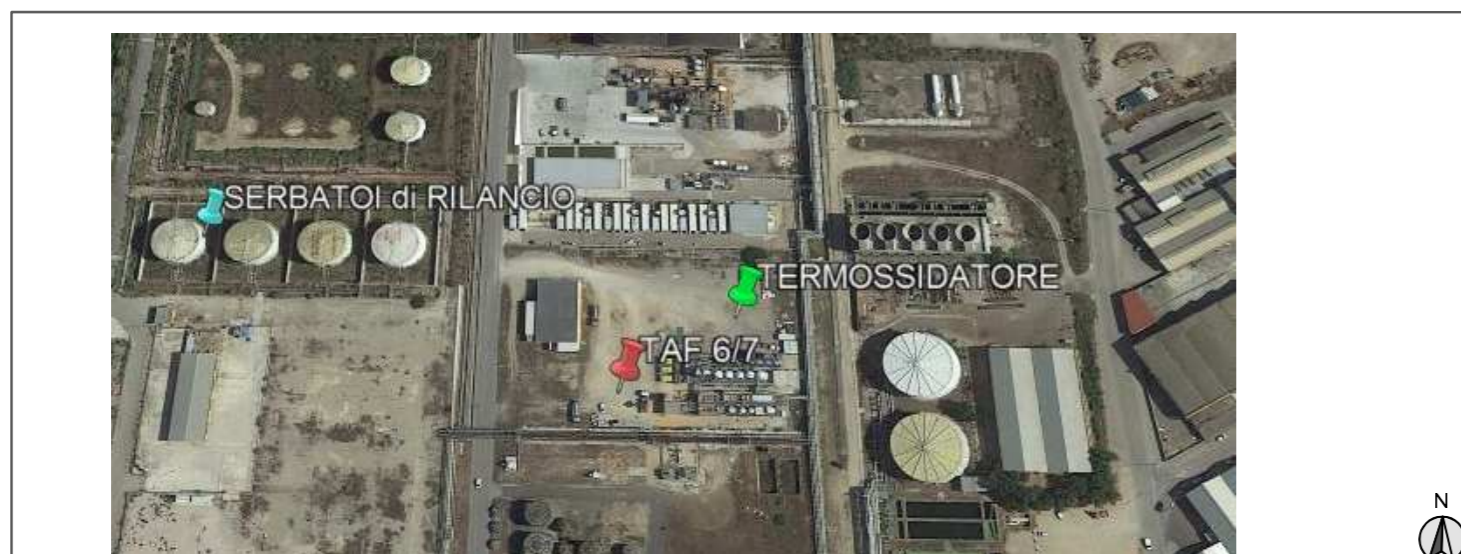 SERBATOI di RILANCIO
TERMOSSIDATORE
TAF 6/7
N